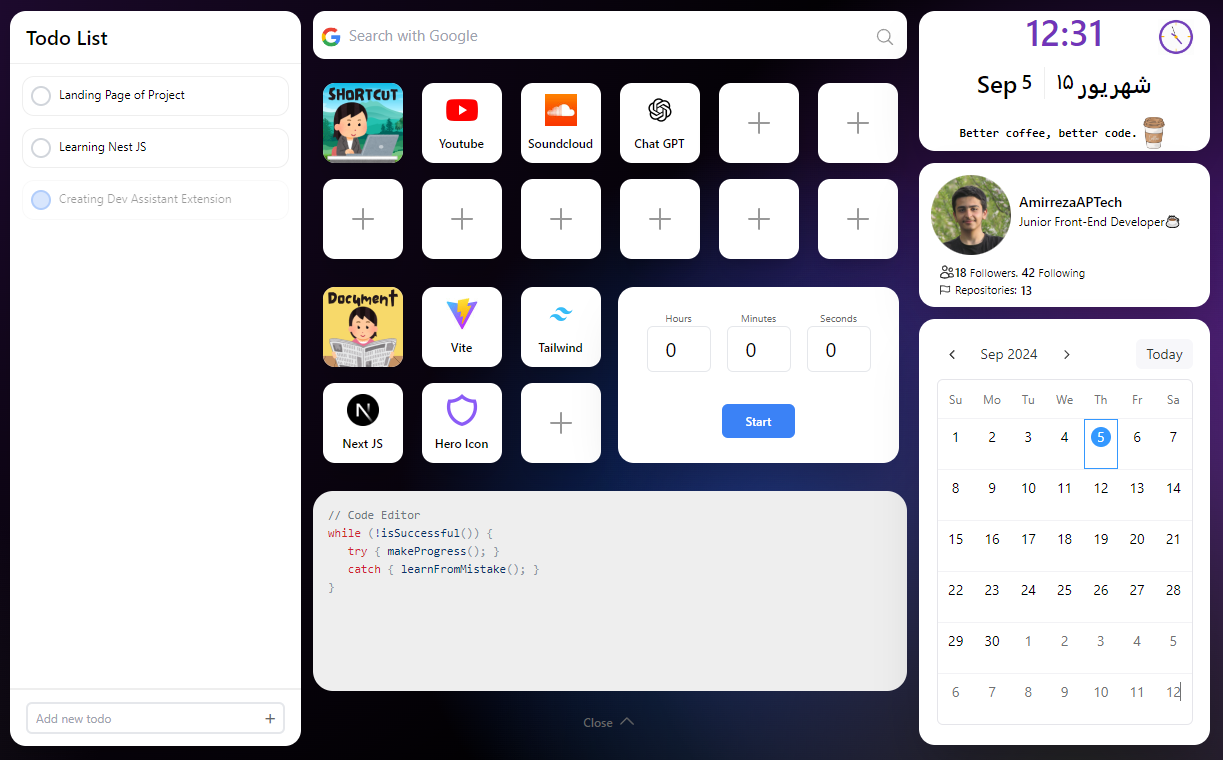 Todo List
Landing Page of Project
Learning Nest JS
Creating Dev Assistant Extension
Add new todo
Search with Google
SHORTCUT
Youtube
Soundcloud
Chat GPT
Document
Vite
Tailwind
Next JS
Hero Icon
Hours
Minutes
Seconds
0
0
0
Start
// Code Editor
while (!isSuccessful()) {
try { makeProgress(); }
catch { learnFromMistake(); }
}
Close
12:31
Sep 5
۱۵ شهریور
Better coffee, better code.
AmirrezaAPTech
Junior Front-End Developer
18 Followers. 42 Following
Repositories: 13
Sep 2024
Today
Su Mo Tu We Th Fr Sa
1 2 3 4 5 6 7
8 9 10 11 12 13 14
15 16 17 18 19 20 21
22 23 24 25 26 27 28
29 30 1 2 3 4 5
6 7 8 9 10 11 12